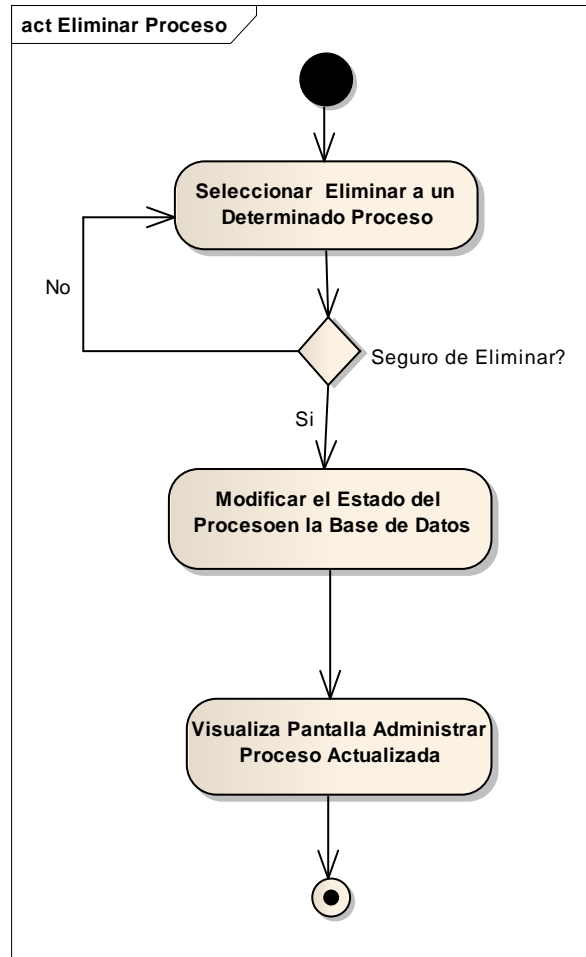 act Eliminar Proceso
Seleccionar Eliminar a un
Determinado Proceso
No
Seguro de Eliminar?
Si
Modificar el Estado del
Procesoen la Base de Datos
Visualiza Pantalla Administrar
Proceso Actualizada